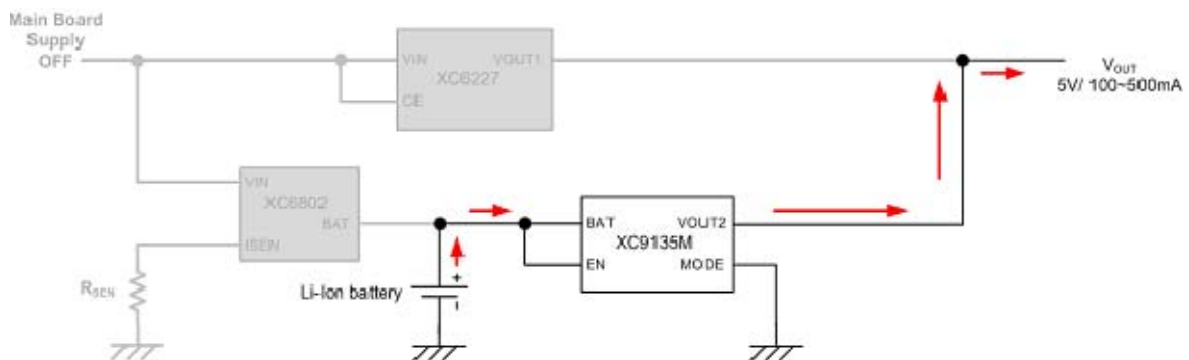 Main Board
Supply
OFF
VIN
VOUT1
XC6227
CE
VOUT
5V/ 100~500mA
VIN
XC6802
BAT
ISEN
BAT
VOUT2
XC9135M
EN
MODE
RSEN
Li-Ion battery
+
-